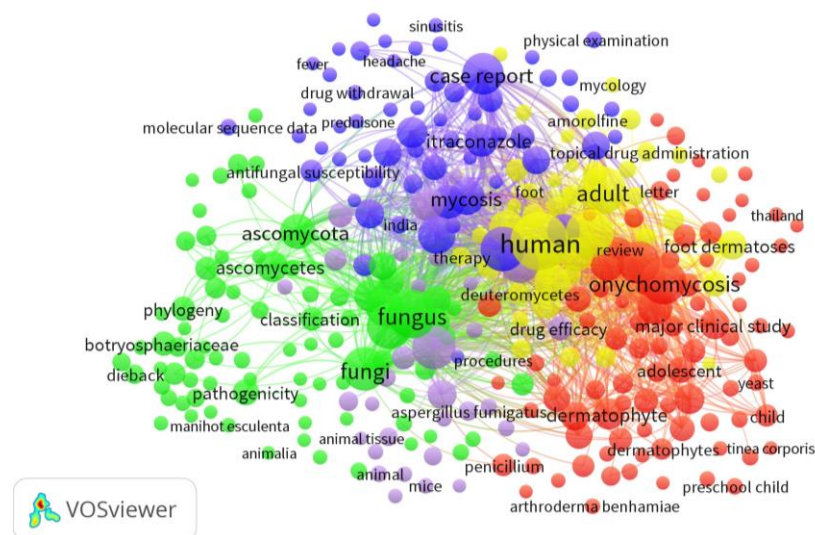 sinusitis
physical examination
fever
headache
case report
mycology
drug withdrawal
amorolfine
molecular sequence data
prednisone
itraconazole
topical drug administration
antifungal susceptibility
foot
adult
letter
mycosis
thailand
ascomycota
india
human
review
foot dermatoses
therapy
ascomycetes
onychomycosis
deuteromycetes
phylogeny
classification
fungus
drug efficacy
major clinical study
botryosphaeriaceae
procedures
dieback
fungi
adolescent
yeast
pathogenicity
aspergillus fumigatus
dermatophyte
child
manihot esculenta
animal tissue
animalia
dermatophytes
tinea corporis
penicillium
animal
mice
preschool child
arthroderma benhamiae
VOSviewer